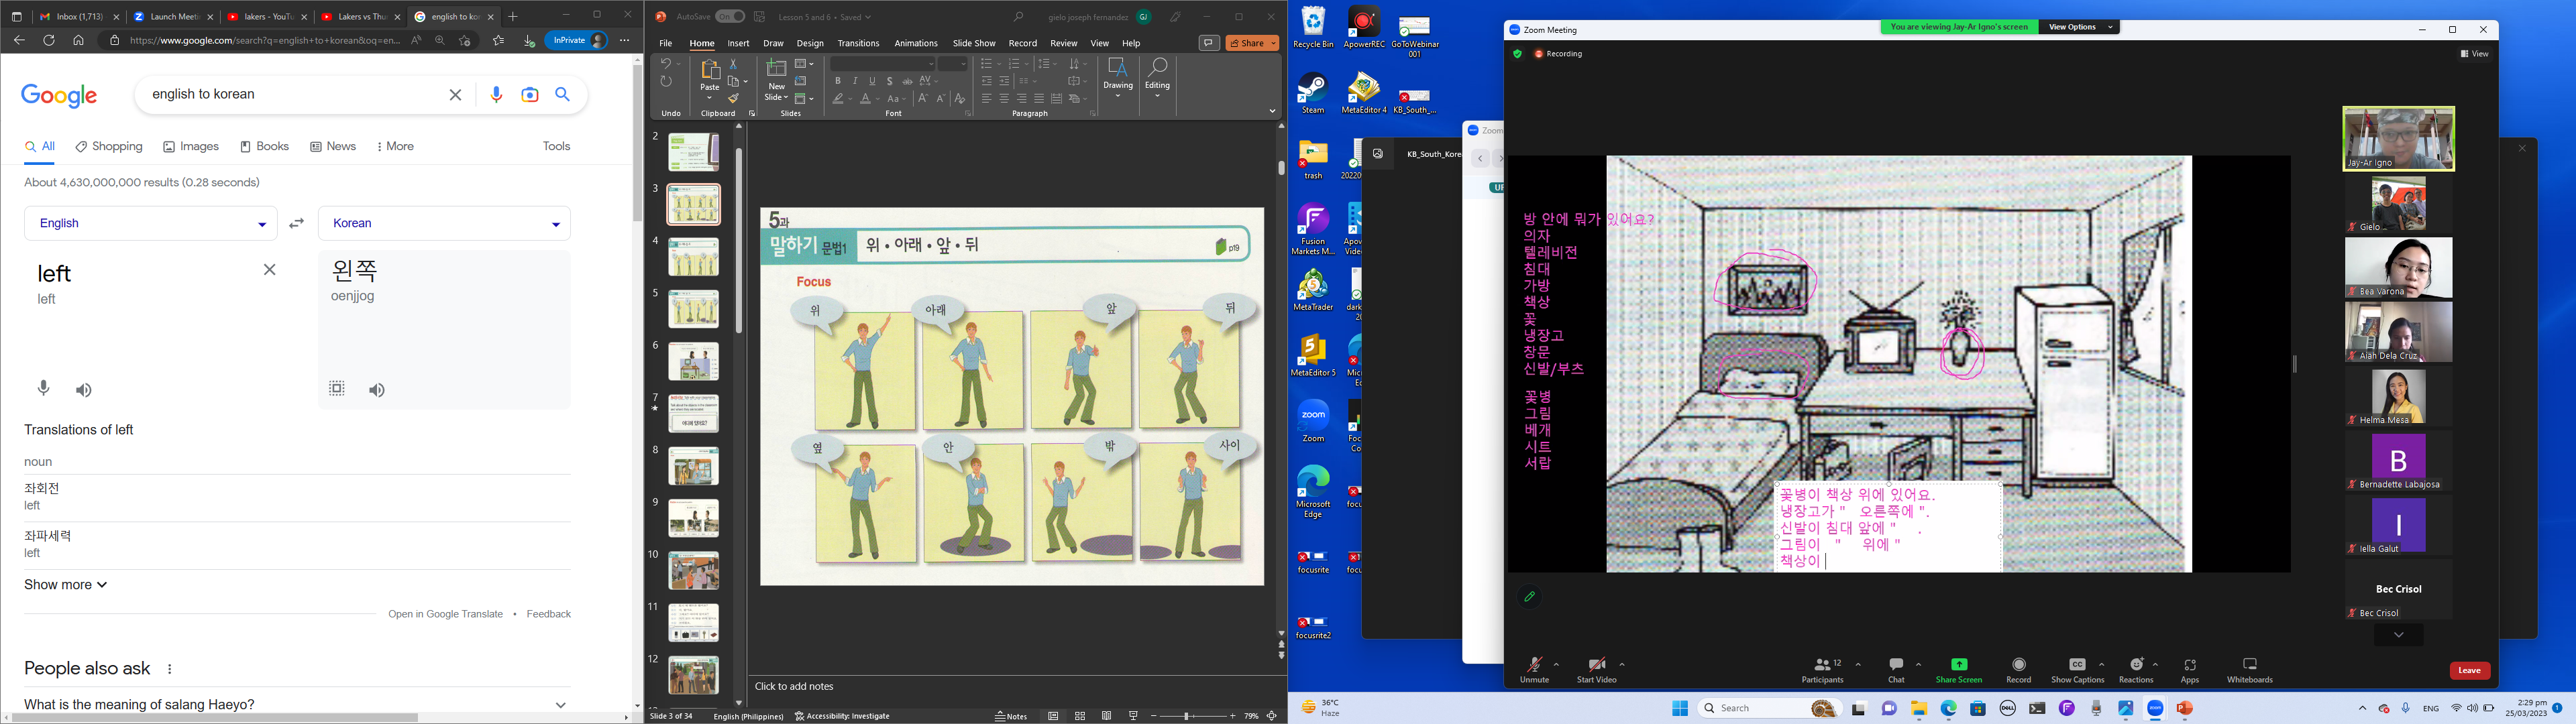 Inbox (1,713)
Launch Meeti
lakers - YouTu
Lakers vs Thu
english to kor
https://www.google.com/search?q=english+to+korean&oq=en...
InPrivate
Google
english to korean
All
Shopping
Images
Books
News
More
Tools
About 4,630,000,000 results (0.28 seconds)
English
Korean
left
left
왼쪽
oenjjog
Translations of left
noun
좌회전
left
좌파세력
left
Show more
Open in Google Translate • Feedback
People also ask
What is the meaning of salang Haeyo?
AutoSave On
Lesson 5 and 6 • Saved
gielo joseph fernandez
GJ
File
Home
Insert
Draw
Design
Transitions
Animations
Slide Show
Record
Review
View
Help
Share
Paste
New
Slide
Drawing
Editing
Undo
Clipboard
Slides
Font
Paragraph
2
3
4
5
6
7
8
9
10
11
12
5과
말하기 문법1
위 • 아래 • 앞 • 뒤
p19
Focus
위
아래
앞
뒤
옆
안
밖
사이
Click to add notes
Slide 3 of 34
English (Philippines)
Accessibility: Investigate
Notes
79%
Recycle Bin
ApowerREC
GoToWebinar
001
Steam
MetaEditor 4
KB_South_...
trash
Fusion
Markets M...
MetaTrader
MetaEditor 5
Zoom
Microsoft
Edge
focusrite
focusrite2
KB_South_Kore
Zoom Meeting
You are viewing Jay-Ar Igno's screen
View Options
Recording
View
방 안에 뭐가 있어요?
의자
텔레비전
침대
가방
책상
꽃
냉장고
창문
신발/부츠
꽃병
그림
베개
시트
서랍
꽃병이 책상 위에 있어요.
냉장고가 " 오른쪽에 ".
신발이 침대 앞에 " .
그림이 " 위에 "
책상이
Jay-Ar Igno
Gielo
Bea Varona
Aiah Dela Cruz
Helma Mesa
B
Bernadette Labajosa
I
Iella Galut
Bec Crisol
Bec Crisol
Unmute
Start Video
12
Participants
Chat
Share Screen
Record
Show Captions
Reactions
Apps
Whiteboards
Leave
36°C
Haze
Search
ENG
2:29 pm
25/03/2023